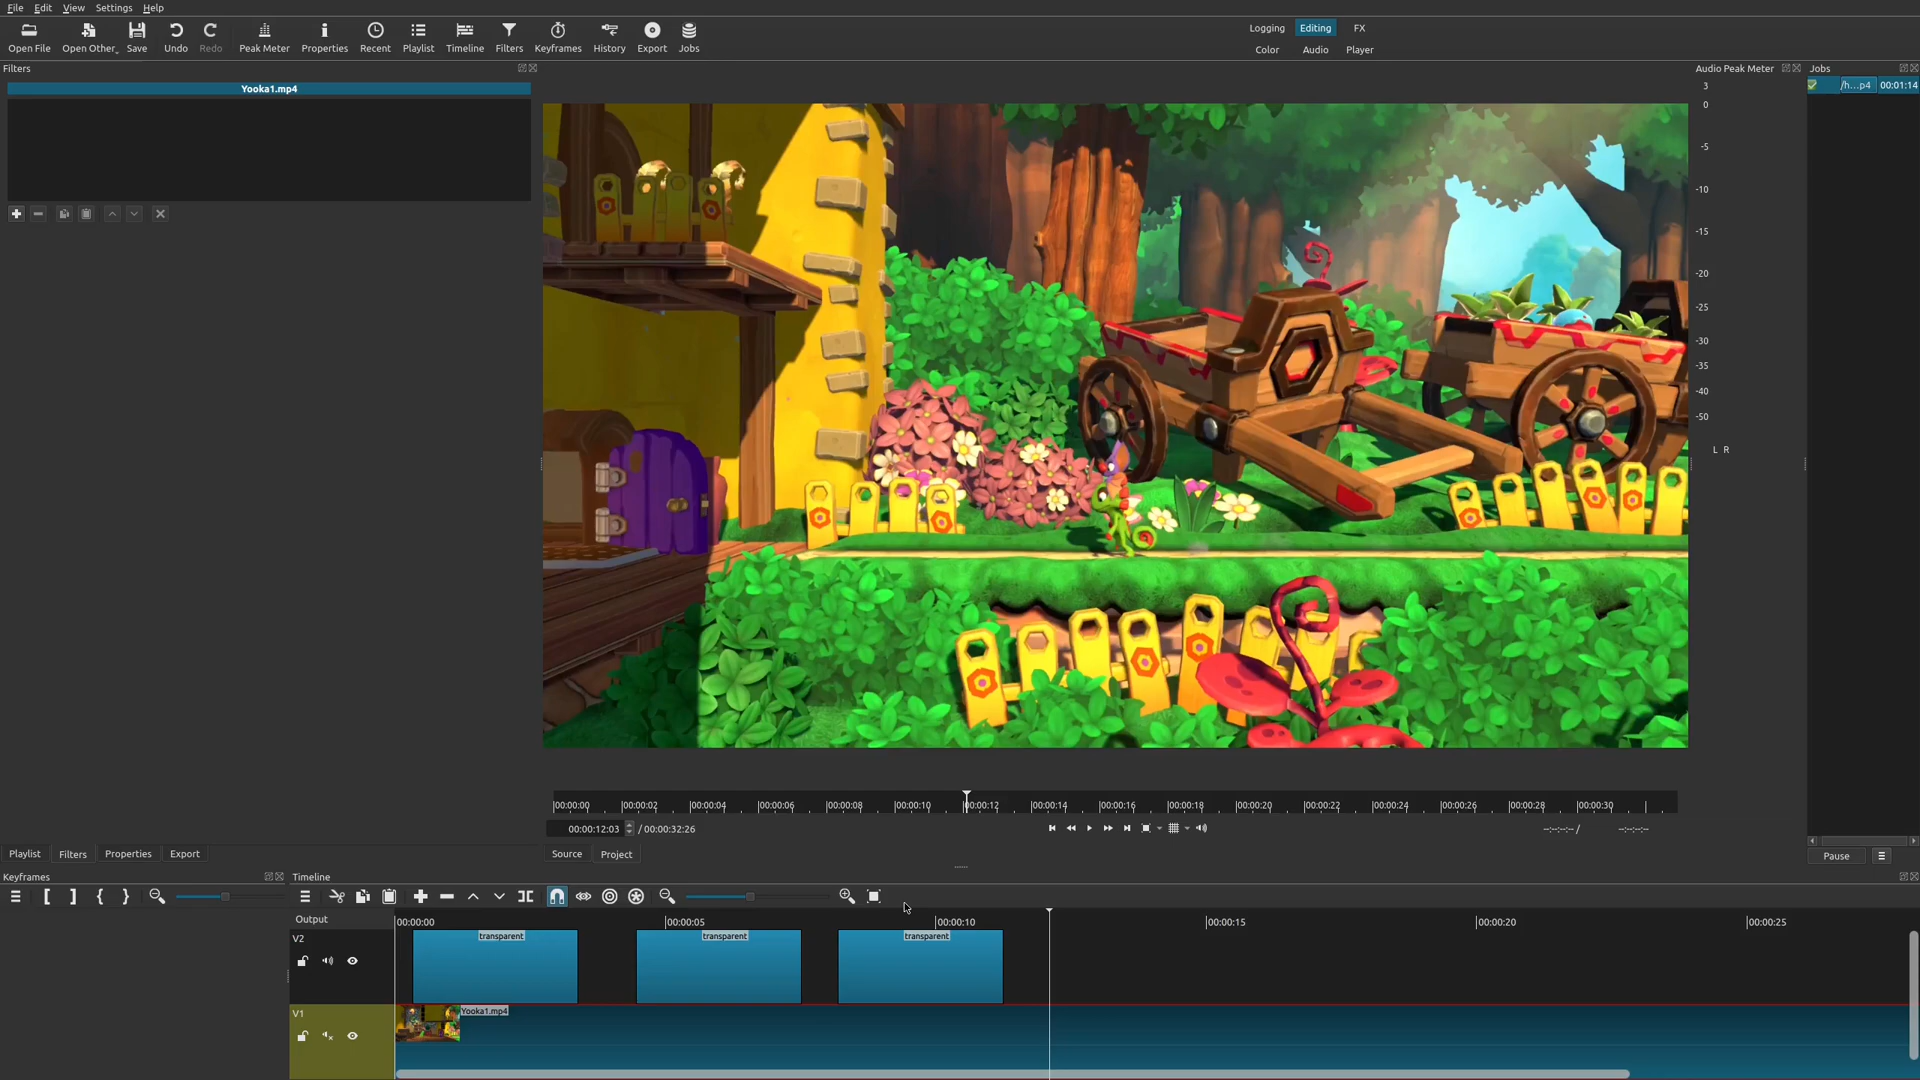 File Edit View Settings Help
Open File Open Other Save Undo Redo Peak Meter Properties Recent Playlist Timeline Filters Keyframes History Export Jobs
Logging Editing FX
Color Audio Player
Filters
Yooka1.mp4
Audio Peak Meter
3
0
-5
-10
-15
-20
-25
-30
-35
-40
-50
L R
Jobs
/h...p4 00:01:14
00:00:00 00:00:02 00:00:04 00:00:06 00:00:08 00:00:10 00:00:12 00:00:14 00:00:16 00:00:18 00:00:20 00:00:22 00:00:24 00:00:26 00:00:28 00:00:30
00:00:12:03 / 00:00:32:26
--:--:--:-- / --:--:--:--
Playlist Filters Properties Export
Source Project
Pause
Keyframes
Timeline
Output
00:00:00 00:00:05 00:00:10 00:00:15 00:00:20 00:00:25
V2
transparent transparent transparent
V1
Yooka1.mp4